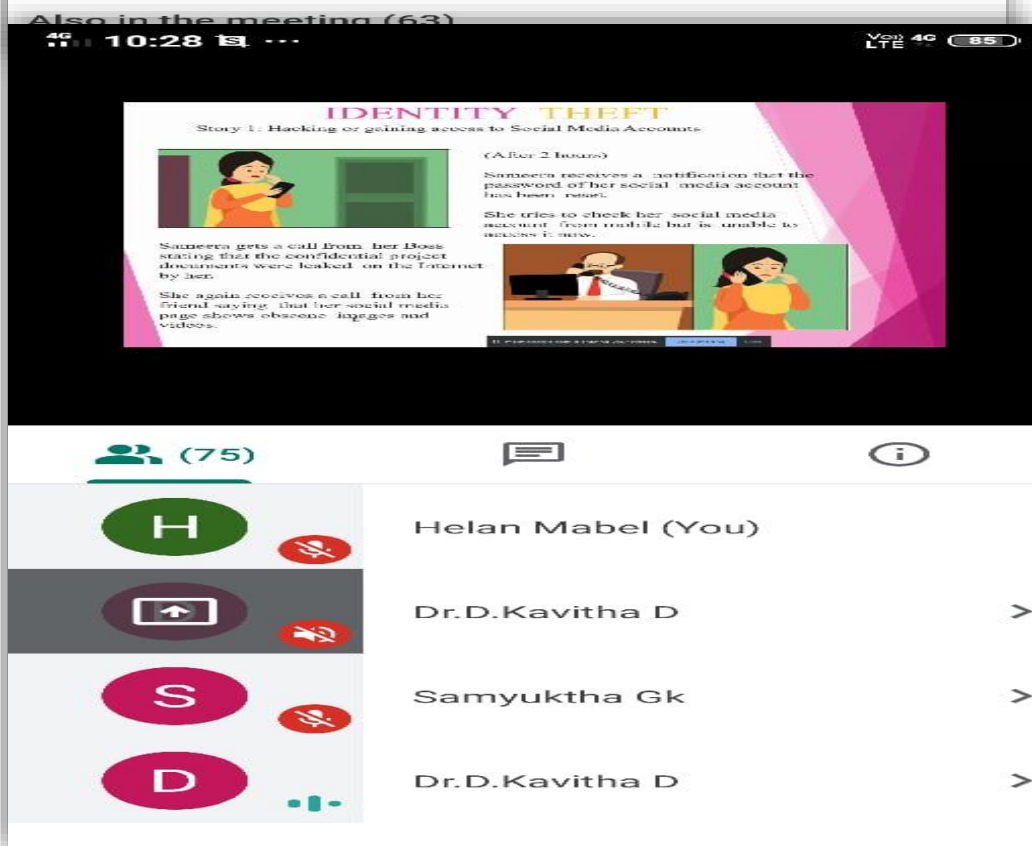 Also in the meeting (63)
4G 10:28 ...
Vo)) LTE 4G 85
IDENTITY THEFT
Story 1: Hacking or gaining access to Social Media Accounts
Sameera gets a call from her Boss
stating that the confidential project
documents were leaked on the Internet
by her.
She again receives a call from her
friend saying that her social media
page shows obscene images and
videos.
(After 2 hours)
Sameera receives a notification that the
password of her social media account
has been reset.
She tries to check her social media
account from mobile but is unable to
access it now.
(75)
H
Helan Mabel (You)
Dr.D.Kavitha D
S
Samyuktha Gk
D
Dr.D.Kavitha D